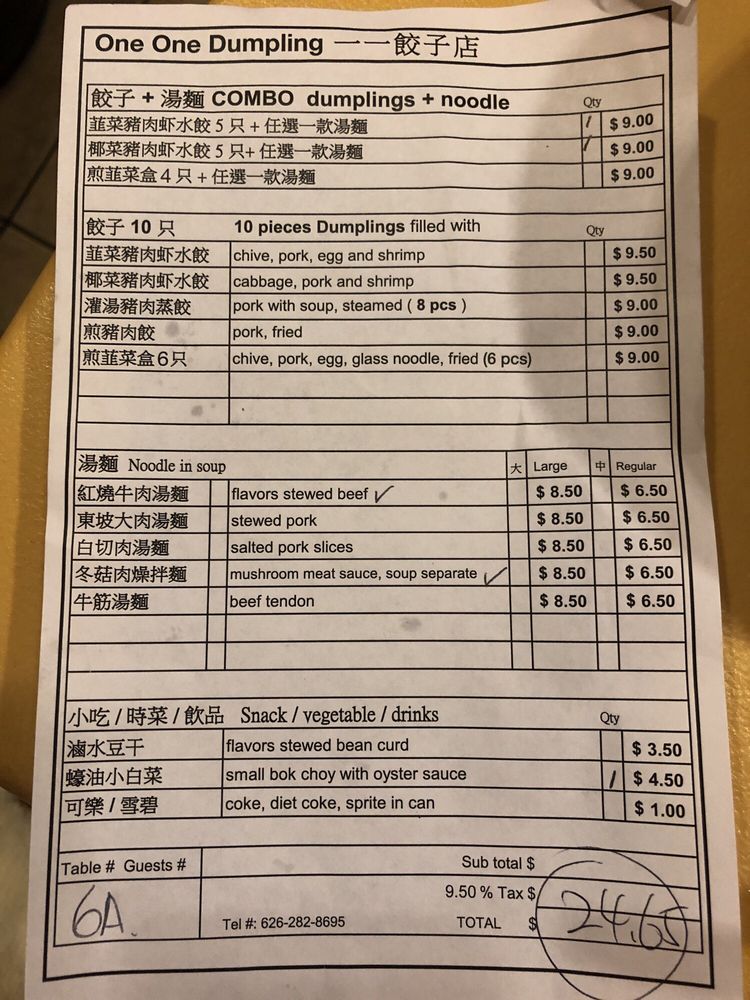 One One Dumpling 一一餃子店
餃子 + 湯麵 COMBO dumplings + noodle Qty
韮菜豬肉虾水餃 5 只 + 任選一款湯麵 / $ 9.00
椰菜豬肉虾水餃 5 只+ 任選一款湯麵 ✓ $ 9.00
煎韮菜盒 4 只 + 任選一款湯麵 $ 9.00
餃子 10 只 10 pieces Dumplings filled with Qty
韮菜豬肉虾水餃 chive, pork, egg and shrimp $ 9.50
椰菜豬肉虾水餃 cabbage, pork and shrimp $ 9.50
灌湯豬肉蒸餃 pork with soup, steamed ( 8 pcs ) $ 9.00
煎豬肉餃 pork, fried $ 9.00
煎韮菜盒 6 只 chive, pork, egg, glass noodle, fried (6 pcs) $ 9.00
湯麵 Noodle in soup 大 Large 中 Regular
紅燒牛肉湯麵 flavors stewed beef ✓ $ 8.50 $ 6.50
東坡大肉湯麵 stewed pork $ 8.50 $ 6.50
白切肉湯麵 salted pork slices $ 8.50 $ 6.50
冬菇肉燥拌麵 mushroom meat sauce, soup separate ✓ $ 8.50 $ 6.50
牛筋湯麵 beef tendon $ 8.50 $ 6.50
小吃 / 時菜 / 飲品 Snack / vegetable / drinks Qty
滷水豆干 flavors stewed bean curd $ 3.50
蠔油小白菜 small bok choy with oyster sauce / $ 4.50
可樂 / 雪碧 coke, diet coke, sprite in can $ 1.00
Table # Guests # Sub total $
9.50 % Tax $
6A. Tel #: 626-282-8695 TOTAL $ 24.65